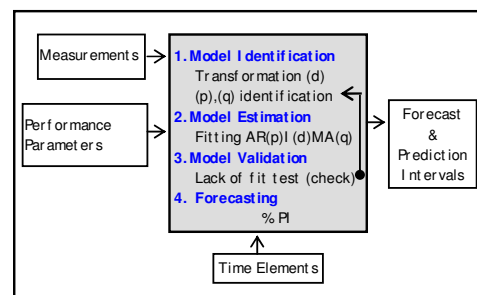 Measurements
Performance
Parameters
1. Model Identification
Transformation (d)
(p),(q) identification
2. Model Estimation
Fitting AR(p)I (d)MA(q)
3. Model Validation
Lack of fit test (check)
4. Forecasting
% PI
Forecast
&
Prediction
Intervals
Time Elements